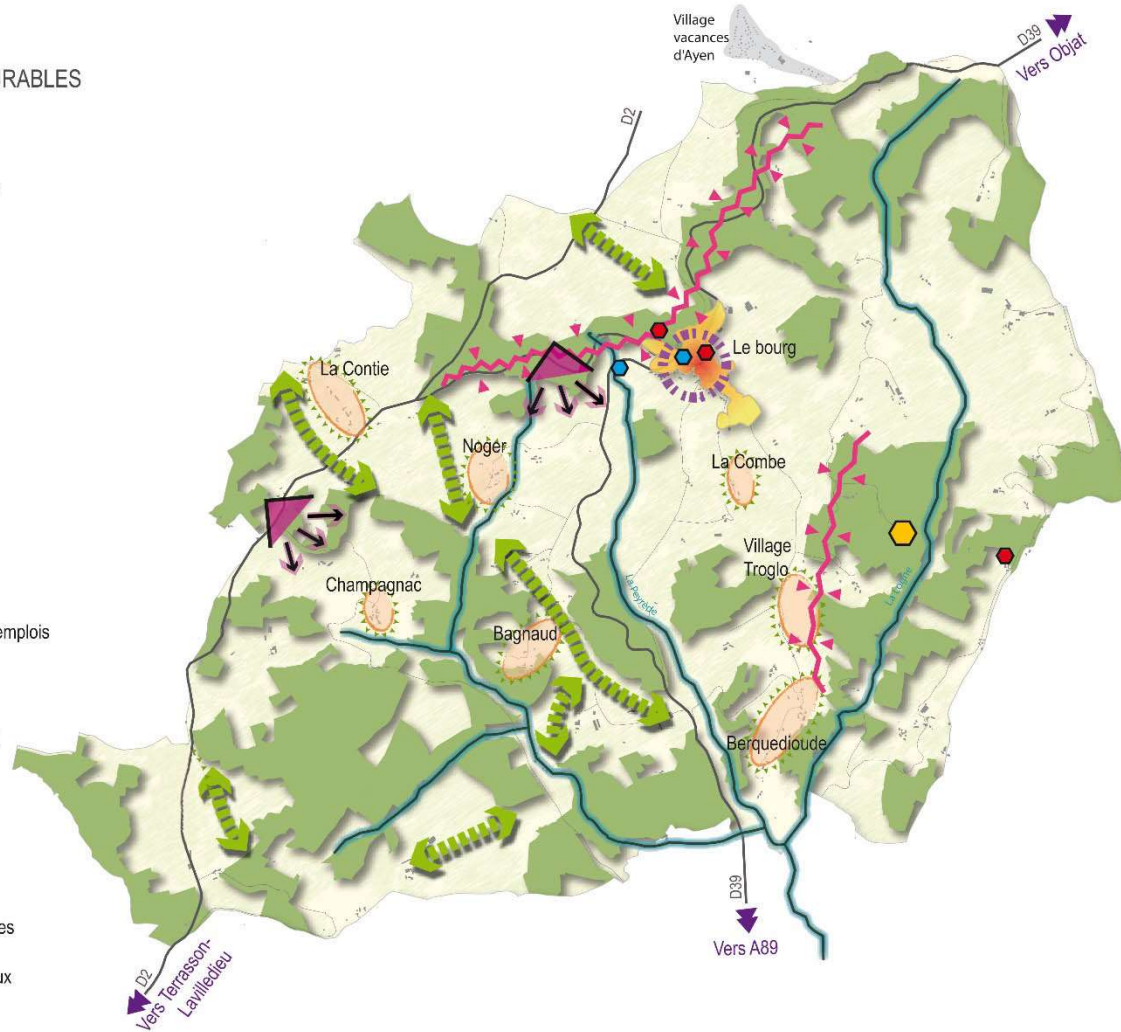 Village
vacances
d'Ayen
D39
Vers Objat
IRABLES
D2
Le bourg
La Contie
Noger
La Combe
Village
Troglo
La Peyrède
Champagnac
Bagnaud
emplois
Berquedioude
D39
Vers A89
es
ux
D2
Vers Terrasson-
Lavilledieu